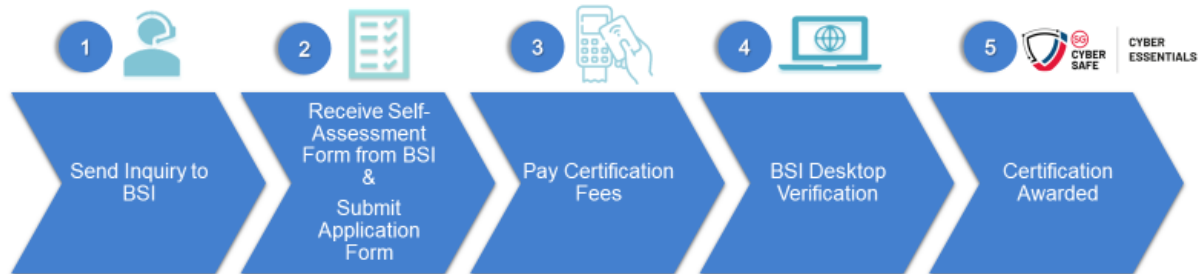 1
2
3
4
5
SG
CYBER
SAFE
CYBER
ESSENTIALS
Send Inquiry to
BSI
Receive Self-
Assessment
Form from BSI
&
Submit
Application
Form
Pay Certification
Fees
BSI Desktop
Verification
Certification
Awarded